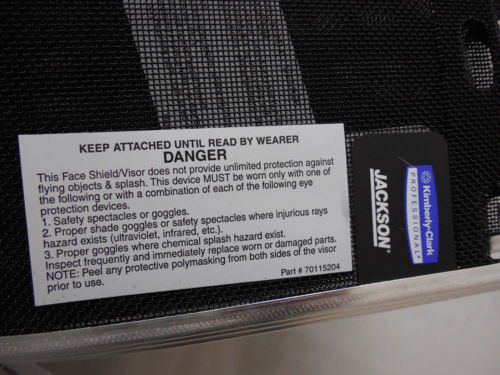 KEEP ATTACHED UNTIL READ BY WEARER
DANGER
This Face Shield/Visor does not provide unlimited protection against
flying objects & splash. This device MUST be worn only with one of
the following or with a combination of each of the following eye
protection devices.
1. Safety spectacles or goggles.
2. Proper shade goggles or safety spectacles where injurious rays
hazard exists (ultraviolet, infrared, etc.).
3. Proper goggles where chemical splash hazard exist.
Inspect frequently and immediately replace worn or damaged parts.
NOTE: Peel any protective polymasking from both sides of the visor
prior to use.
Part # 70115204
JACKSON
Kimberly-Clark
PROFESSIONAL*